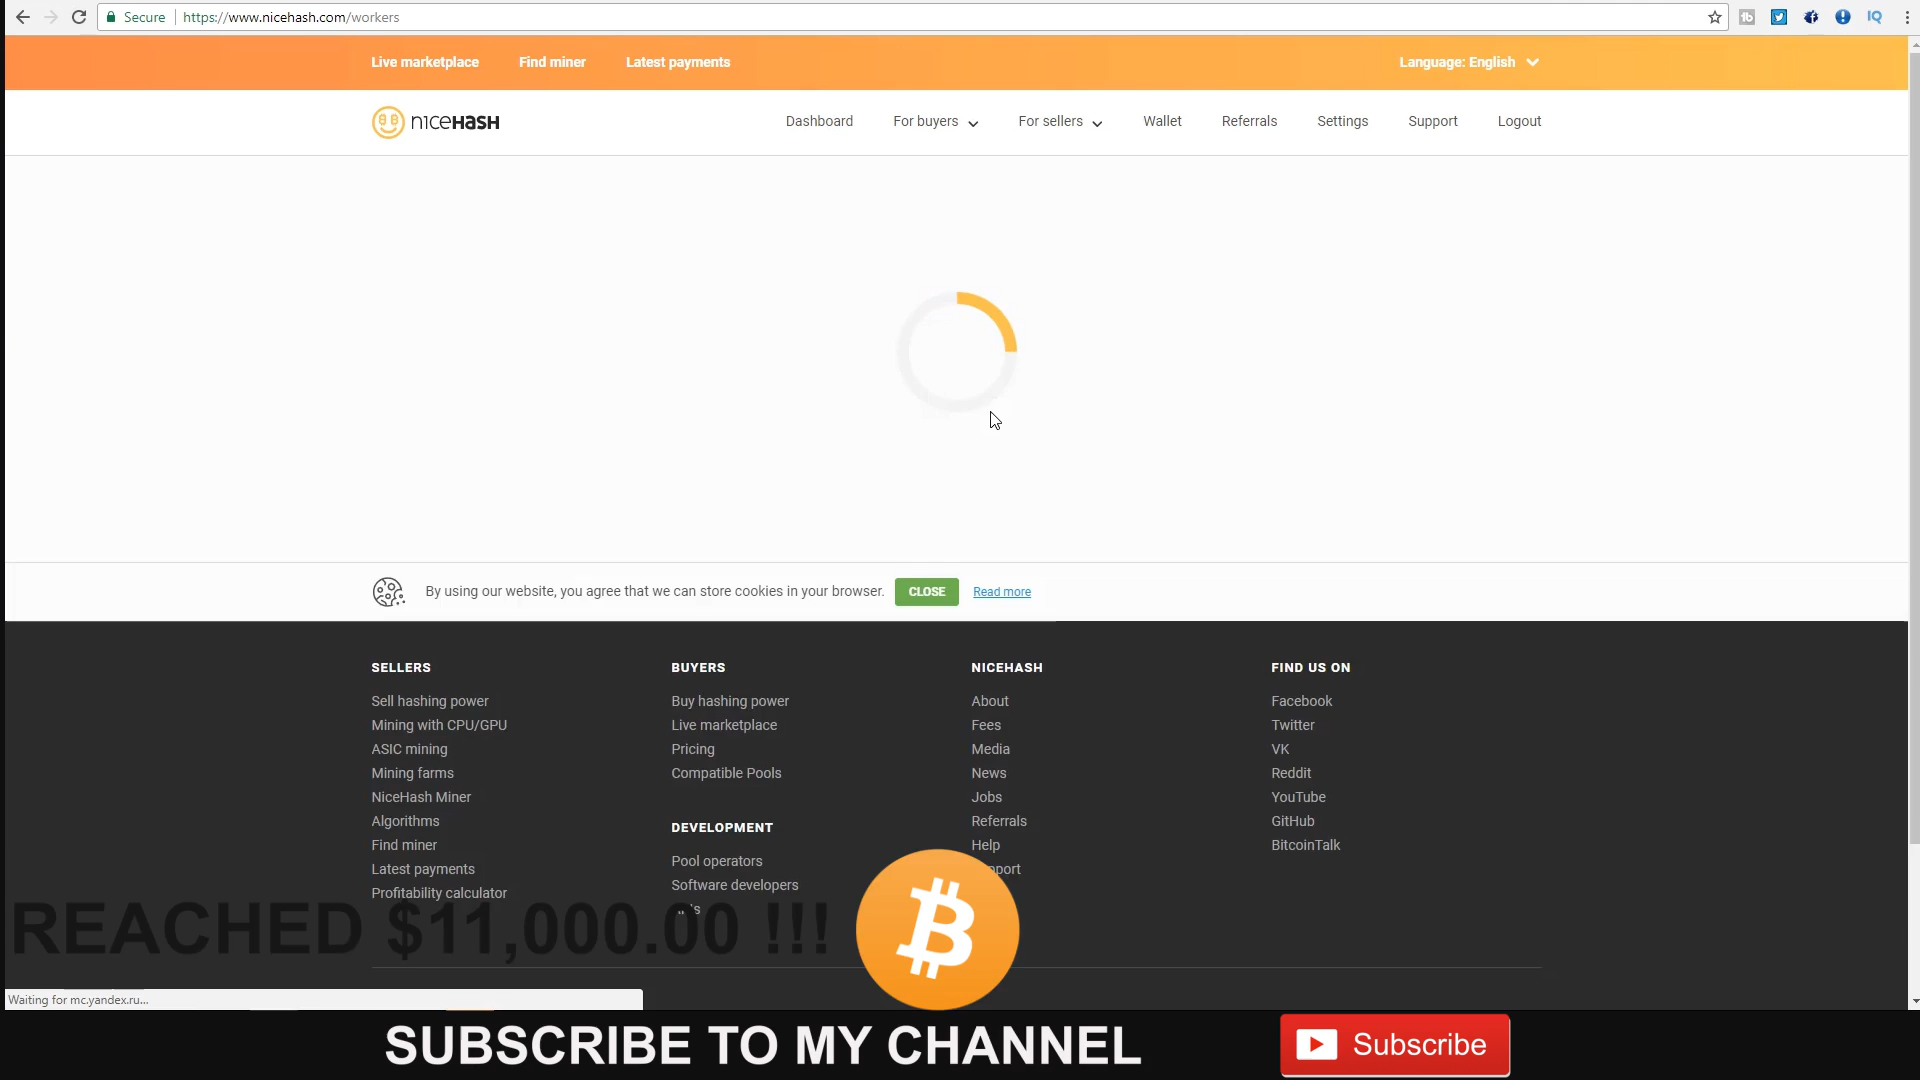 Secure https://www.nicehash.com/workers
Live marketplace Find miner Latest payments Language: English
nıceHASH Dashboard For buyers For sellers Wallet Referrals Settings Support Logout
By using our website, you agree that we can store cookies in your browser. CLOSE Read more
SELLERS
Sell hashing power
Mining with CPU/GPU
ASIC mining
Mining farms
NiceHash Miner
Algorithms
Find miner
Latest payments
Profitability calculator
BUYERS
Buy hashing power
Live marketplace
Pricing
Compatible Pools
DEVELOPMENT
Pool operators
Software developers
NICEHASH
About
Fees
Media
News
Jobs
Referrals
Help
FIND US ON
Facebook
Twitter
VK
Reddit
YouTube
GitHub
BitcoinTalk
REACHED $11,000.00 !!!
Waiting for mc.yandex.ru...
SUBSCRIBE TO MY CHANNEL Subscribe